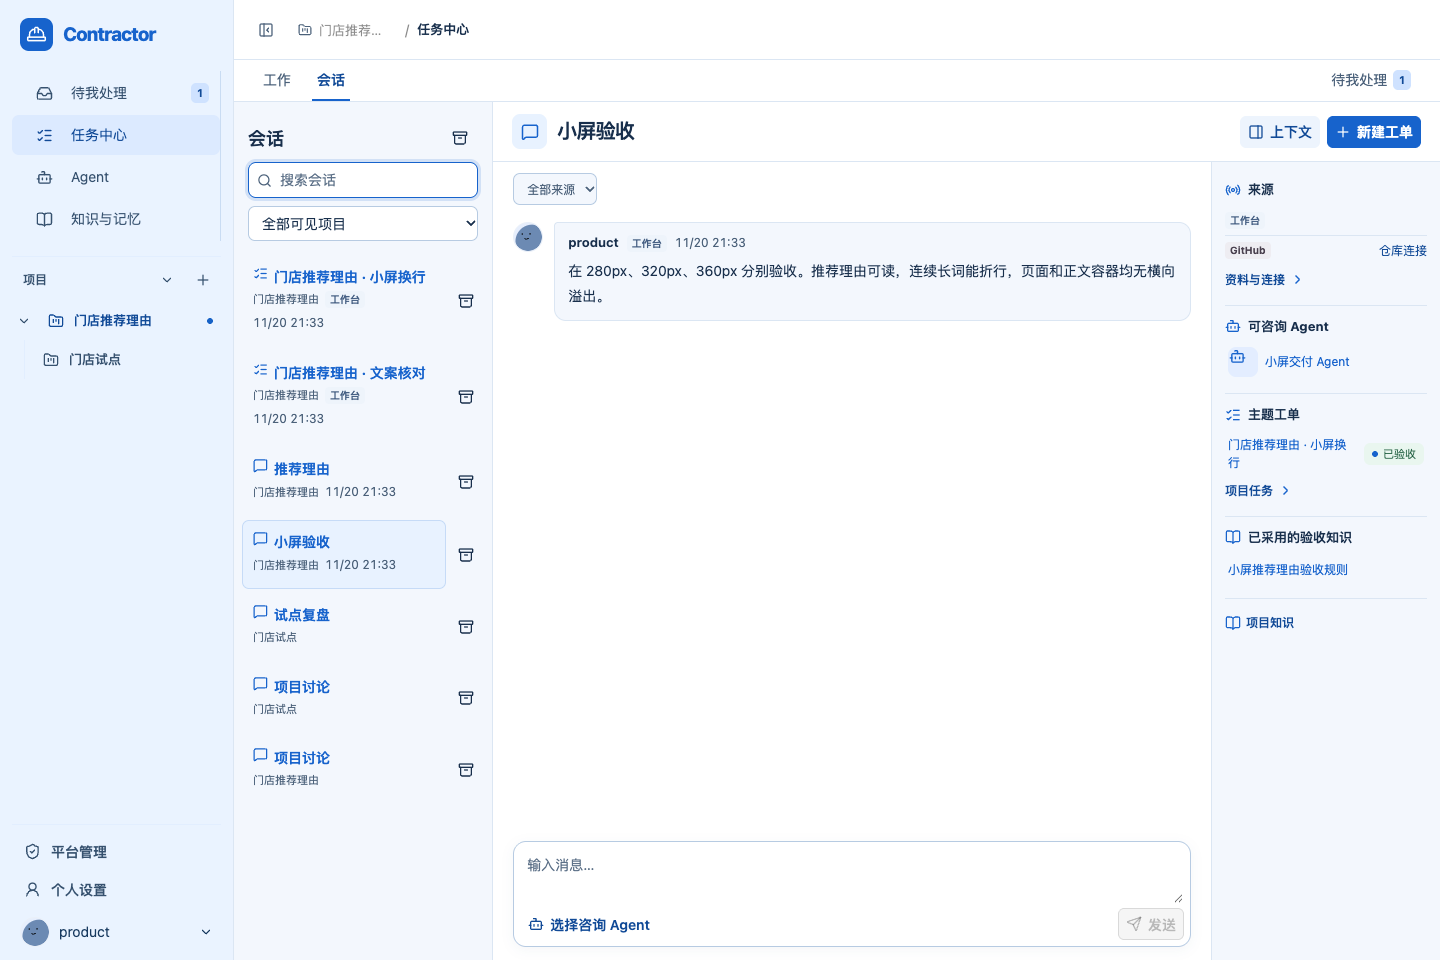 Contractor
待我处理 1
任务中心
Agent
知识与记忆
项目
门店推荐理由
门店试点
平台管理
个人设置
product
门店推荐... / 任务中心
工作 会话
待我处理 1
会话
搜索会话
全部可见项目
门店推荐理由 · 小屏换行
门店推荐理由 工作台
11/20 21:33
门店推荐理由 · 文案核对
门店推荐理由 工作台
11/20 21:33
推荐理由
门店推荐理由 11/20 21:33
小屏验收
门店推荐理由 11/20 21:33
试点复盘
门店试点
项目讨论
门店试点
项目讨论
门店推荐理由
小屏验收
上下文
新建工单
全部来源
product 工作台 11/20 21:33
在 280px、320px、360px 分别验收。推荐理由可读，连续长词能折行，页面和正文容器均无横向
溢出。
输入消息...
选择咨询 Agent
发送
来源
工作台
GitHub 仓库连接
资料与连接
可咨询 Agent
小屏交付 Agent
主题工单
门店推荐理由 · 小屏换
行
已验收
项目任务
已采用的验收知识
小屏推荐理由验收规则
项目知识